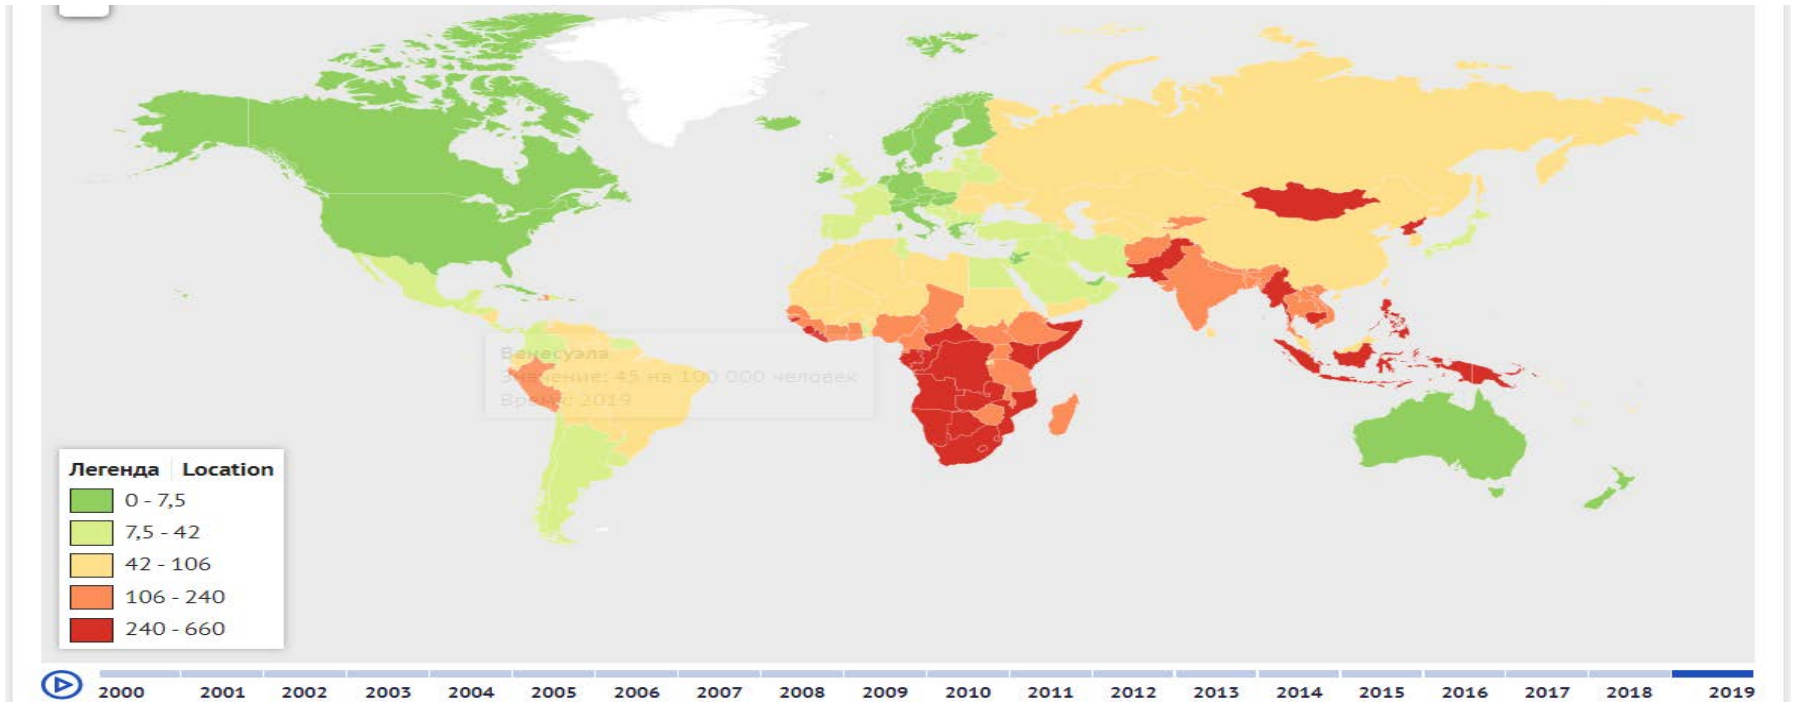 Венесуэла
Значение: 45 на 100 000 человек
Время: 2019
Легенда Location
0 - 7,5
7,5 - 42
42 - 106
106 - 240
240 - 660
2000 2001 2002 2003 2004 2005 2006 2007 2008 2009 2010 2011 2012 2013 2014 2015 2016 2017 2018 2019